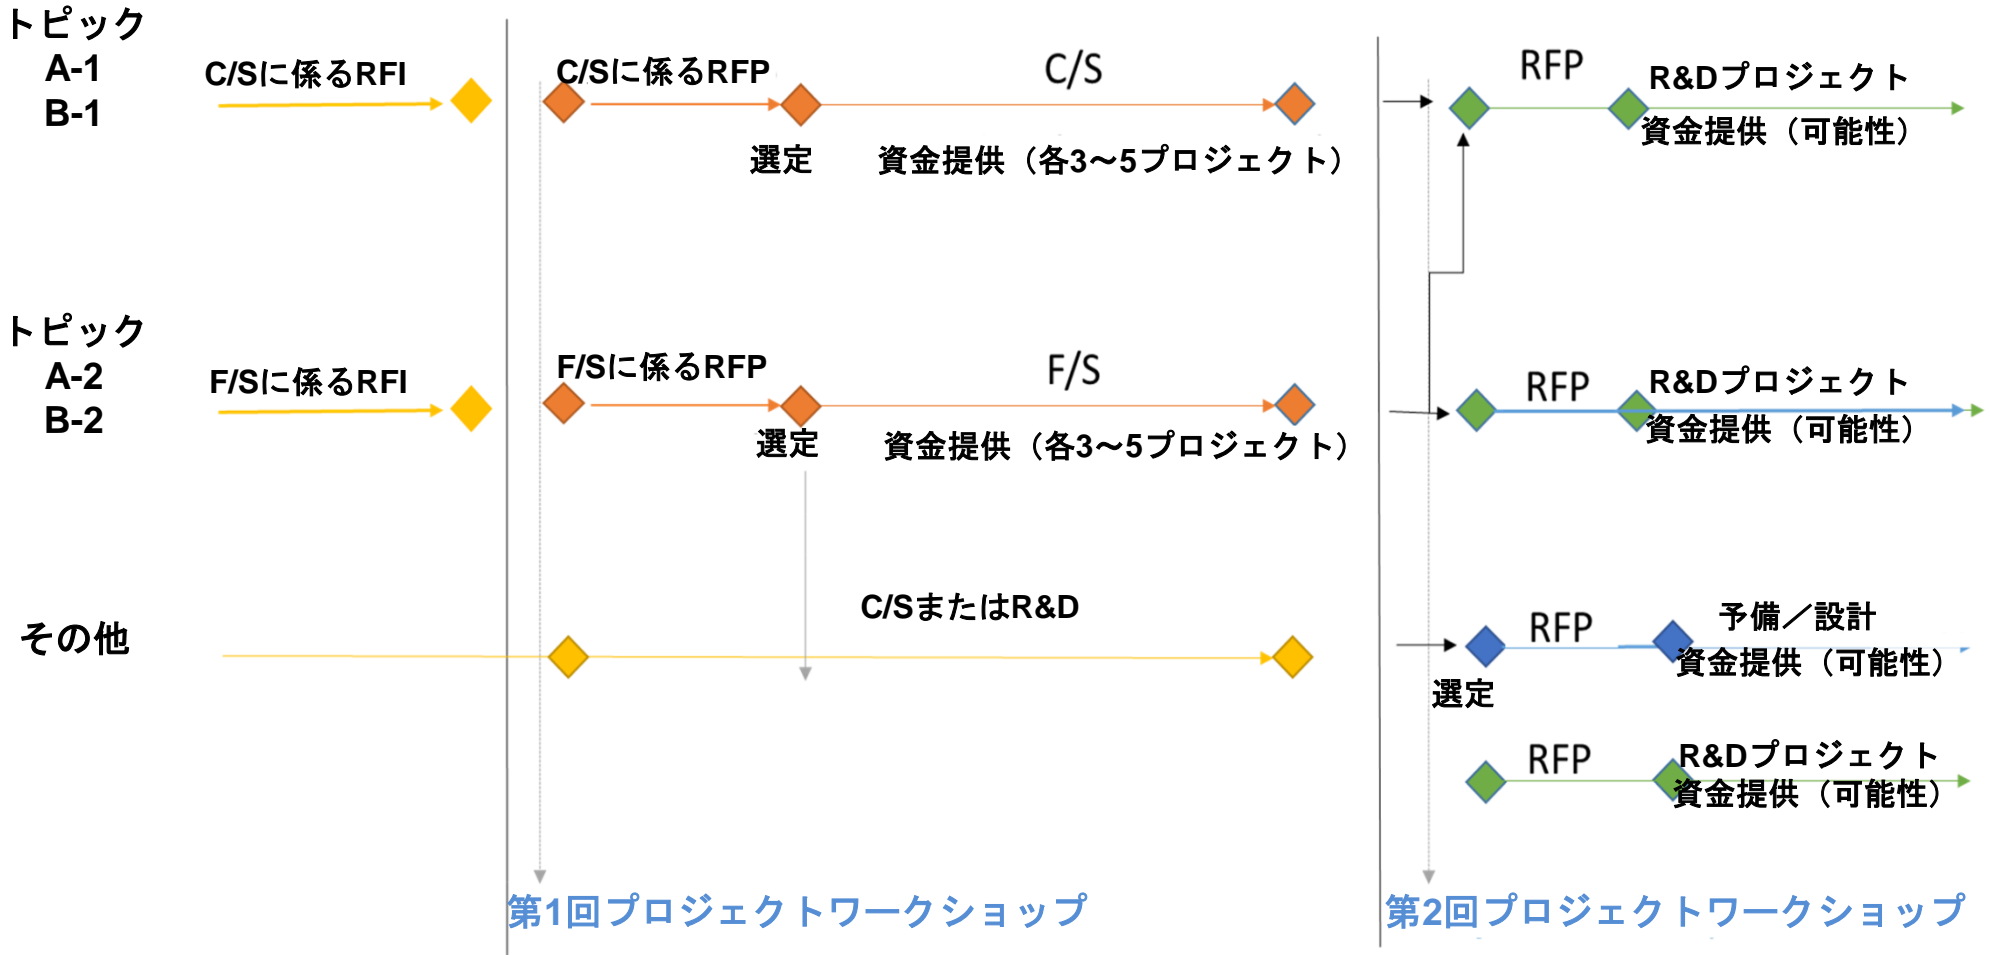 トピック
A-1
B-1
C/Sに係るRFI
C/Sに係るRFP
C/S
RFP
R&Dプロジェクト
選定
資金提供（各3～5プロジェクト）
資金提供（可能性）
トピック
A-2
B-2
F/Sに係るRFI
F/Sに係るRFP
F/S
RFP
R&Dプロジェクト
選定
資金提供（各3～5プロジェクト）
資金提供（可能性）
その他
C/SまたはR&D
RFP
予備／設計
資金提供（可能性）
選定
RFP
R&Dプロジェクト
資金提供（可能性）
第1回プロジェクトワークショップ
第2回プロジェクトワークショップ